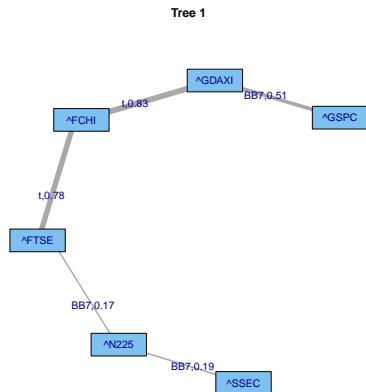 Tree 1
^GDAXI
t,0.83
BB7,0.51
^FCHI
^GSPC
t,0.78
^FTSE
BB7,0.17
^N225
BB7,0.19
^SSEC